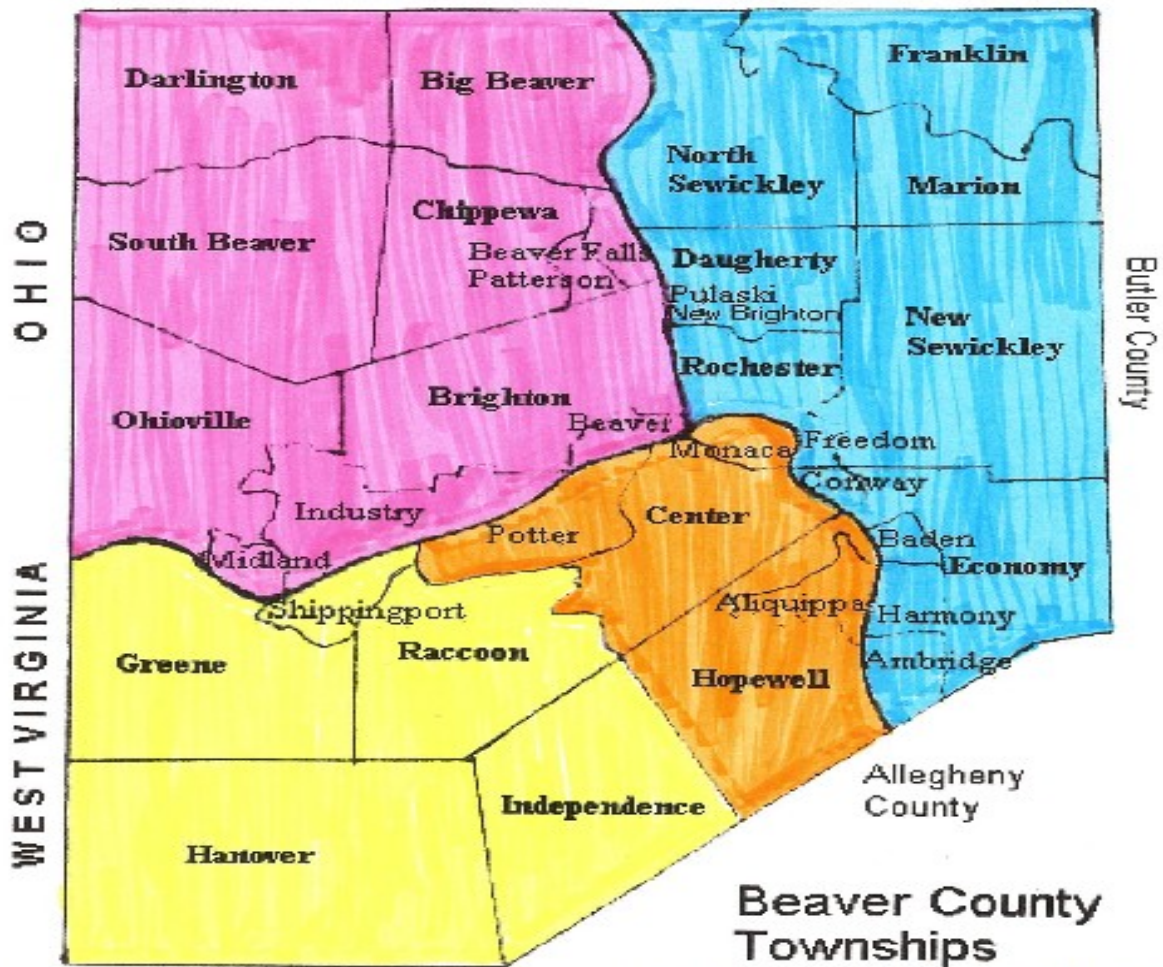 Franklin
Darlington
Big Beaver
North
Sewickley
Marion
Chippewa
South Beaver
Beaver Falls
Patterson
Daugherty
Pulaski
New Brighton
New
Sewickley
Rochester
Brighton
Ohioville
Beaver
Monaca
Freedom
Conway
Industry
Center
Potter
Baden
Midland
Economy
Shippingport
Aliquippa
Harmony
Raccoon
Ambridge
Greene
Hopewell
Independence
Hanover
OHIO
WEST VIRGINIA
Butler County
Allegheny
County
Beaver County
Townships